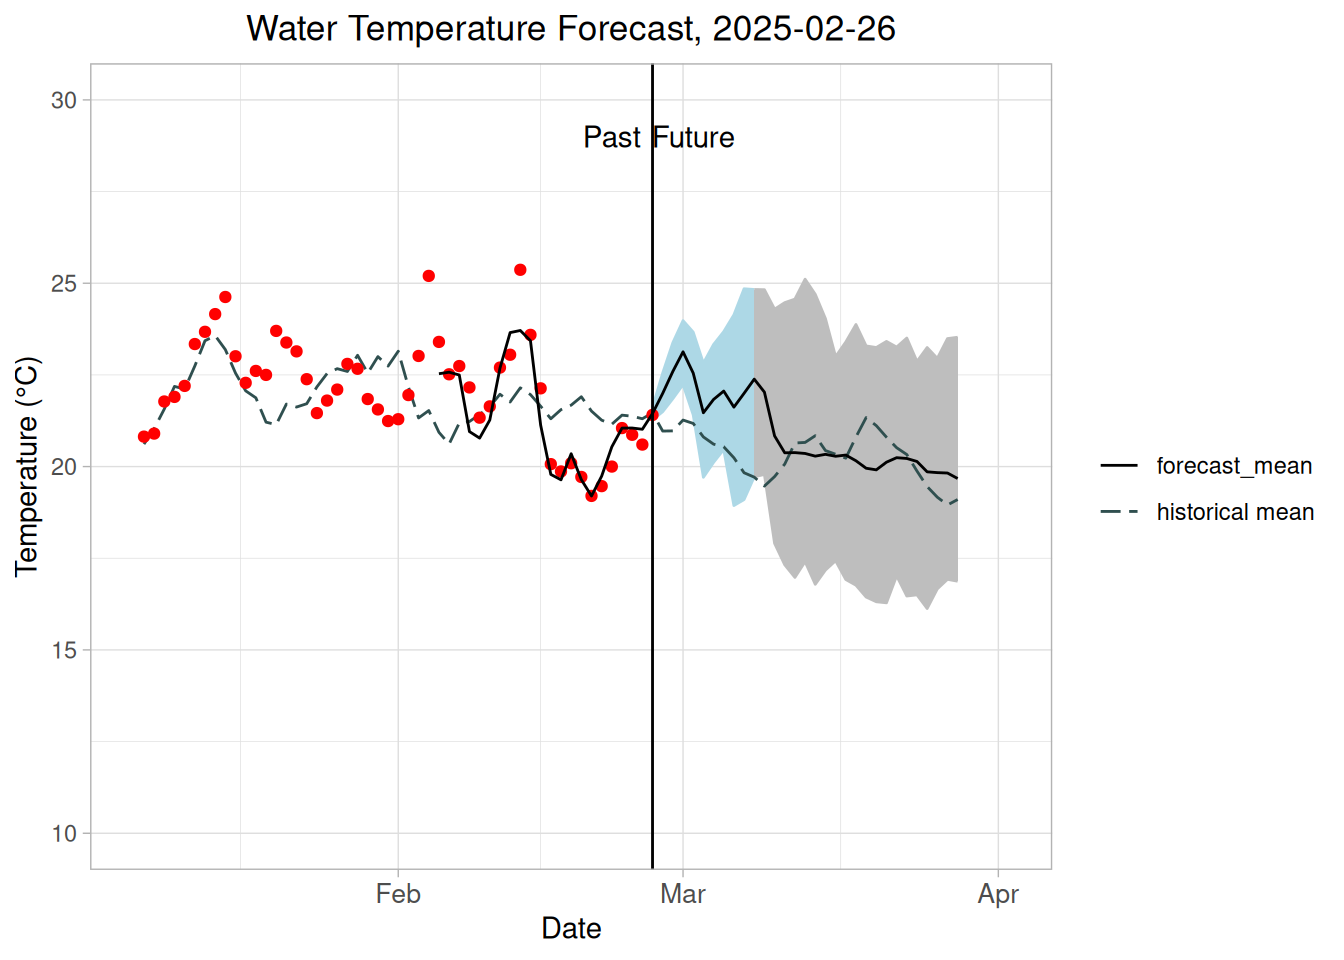 Water Temperature Forecast, 2025-02-26
30
Past Future
25
20
15
10
Temperature (°C)
Feb Mar Apr
Date
forecast_mean
historical mean